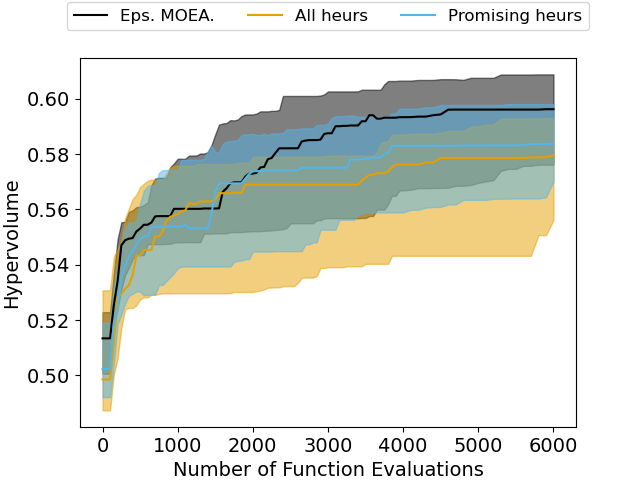 Eps. MOEA. All heurs Promising heurs
0.60
0.58
0.56
0.54
0.52
0.50
Hypervolume
0 1000 2000 3000 4000 5000 6000
Number of Function Evaluations